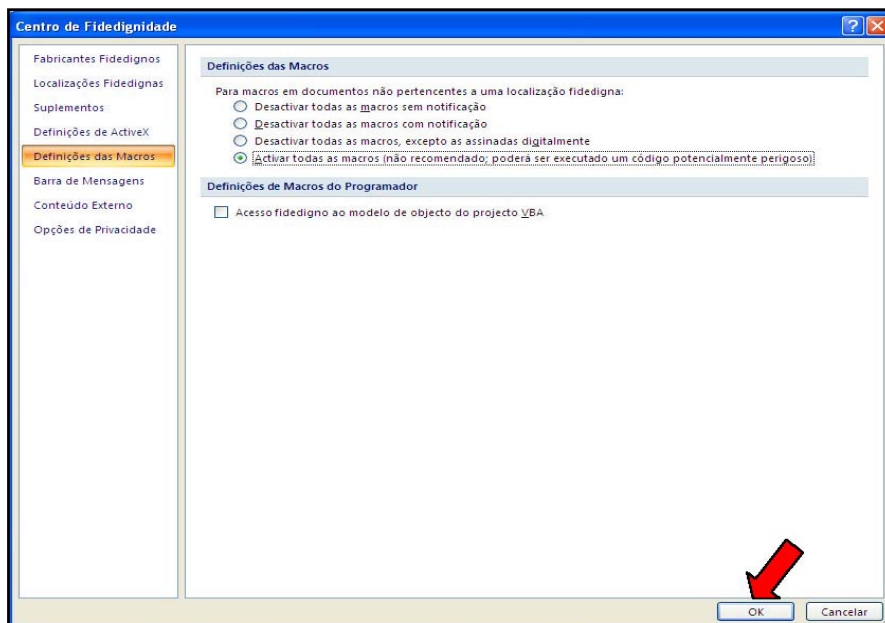 Centro de Fidedignidade
Fabricantes Fidedignos
Localizações Fidedignas
Suplementos
Definições de ActiveX
Definições das Macros
Barra de Mensagens
Conteúdo Externo
Opções de Privacidade
Definições das Macros
Para macros em documentos não pertencentes a uma localização fidedigna:
Desactivar todas as macros sem notificação
Desactivar todas as macros com notificação
Desactivar todas as macros, excepto as assinadas digitalmente
Activar todas as macros (não recomendado; poderá ser executado um código potencialmente perigoso)
Definições de Macros do Programador
Acesso fidedigno ao modelo de objecto do projecto VBA
OK
Cancelar